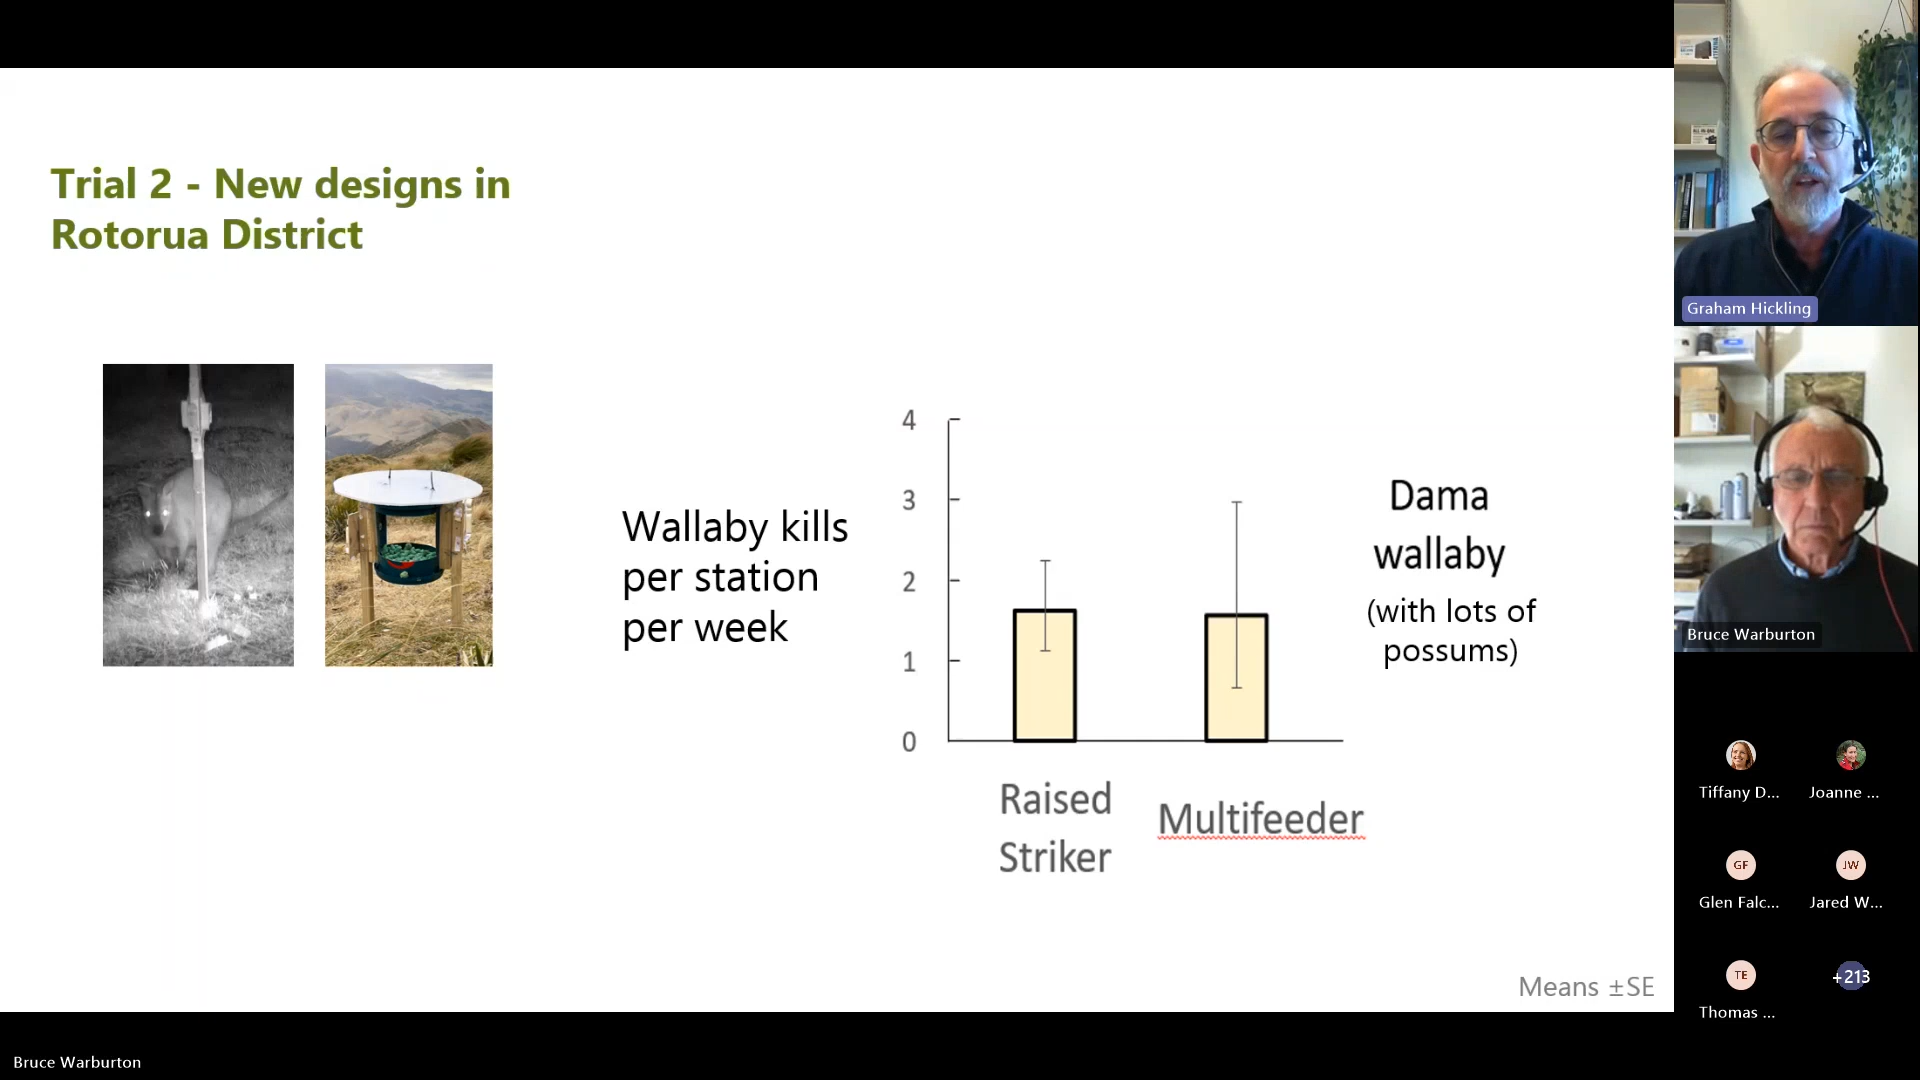 Trial 2 - New designs in
Rotorua District
Wallaby kills
per station
per week
4
3
2
1
0
Raised
Striker
Multifeeder
Dama
wallaby
(with lots of
possums)
Means ±SE
Graham Hickling
Bruce Warburton
Tiffany D...
Joanne ...
GF
JW
Glen Falc...
Jared W...
TE
+213
Thomas ...
Bruce Warburton